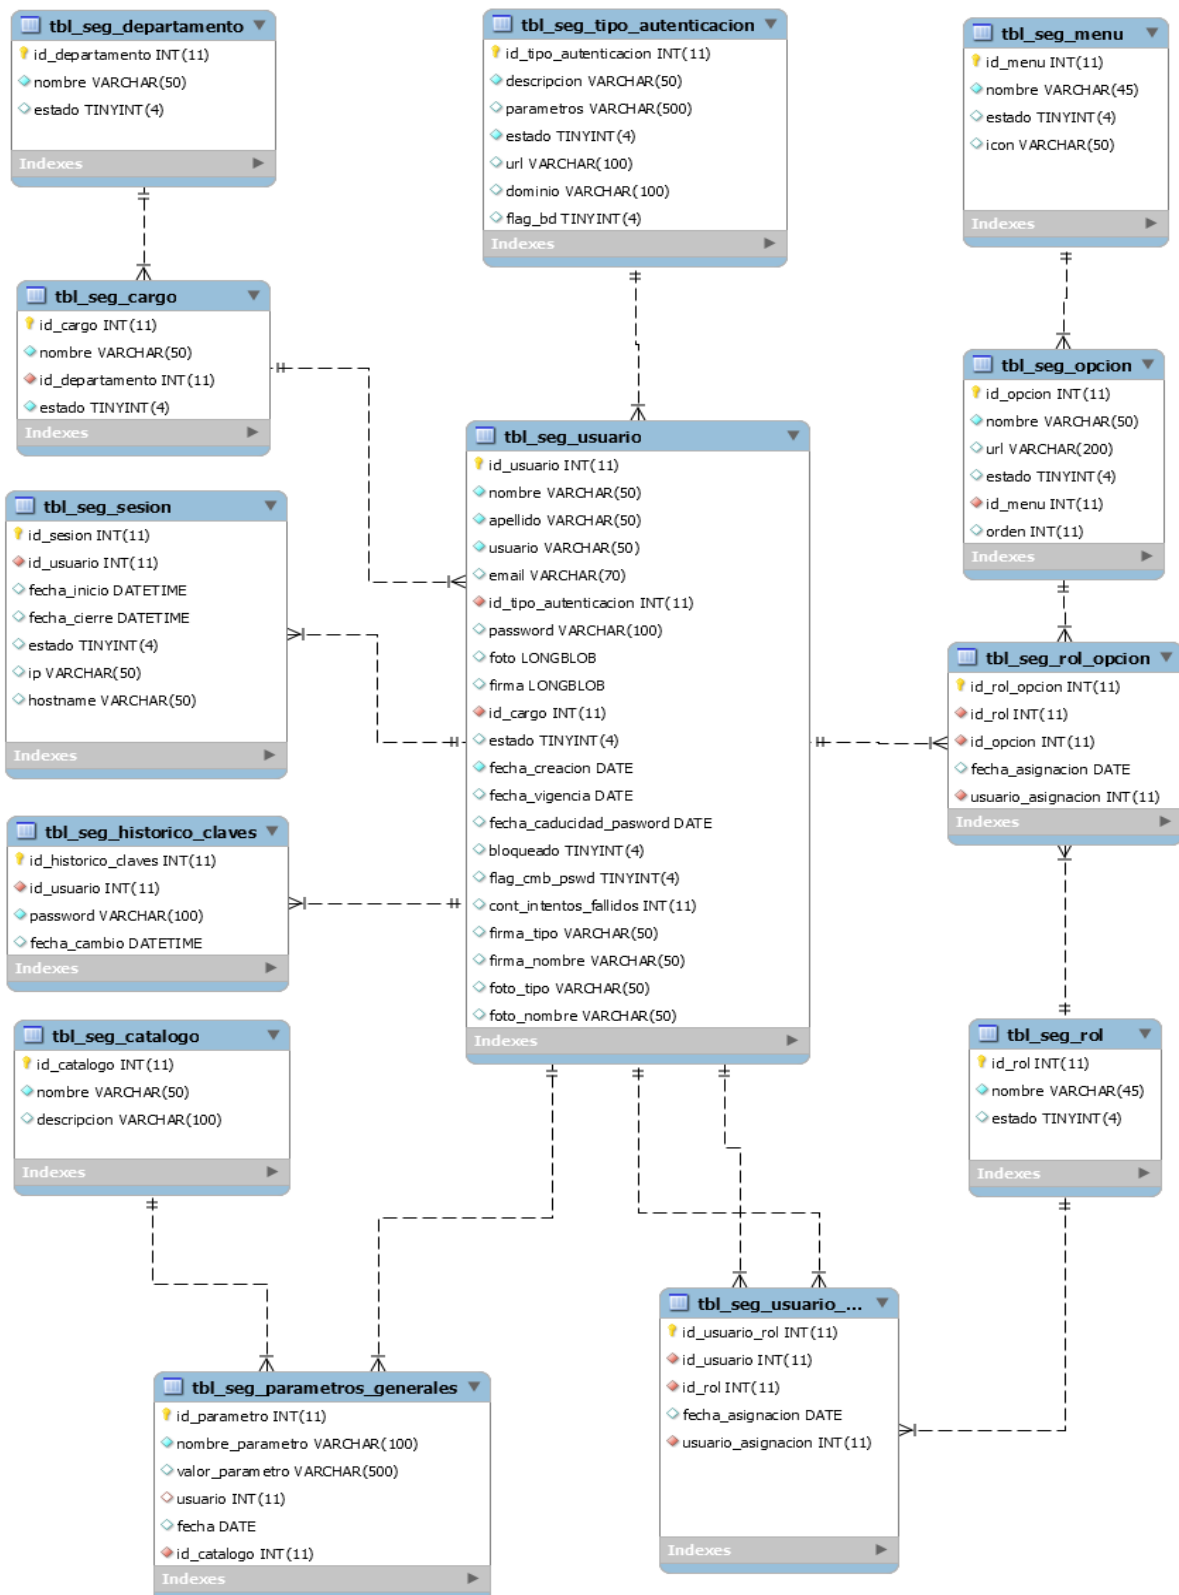 tbl_seg_departamento
id_departamento INT(11)
nombre VARCHAR(50)
estado TINYINT(4)
Indexes
tbl_seg_tipo_autenticacion
id_tipo_autenticacion INT(11)
descripcion VARCHAR(50)
parametros VARCHAR(500)
estado TINYINT(4)
url VARCHAR(100)
dominio VARCHAR(100)
flag_bd TINYINT(4)
Indexes
tbl_seg_menu
id_menu INT(11)
nombre VARCHAR(45)
estado TINYINT(4)
icon VARCHAR(50)
Indexes
tbl_seg_cargo
id_cargo INT(11)
nombre VARCHAR(50)
id_departamento INT(11)
estado TINYINT(4)
Indexes
tbl_seg_opcion
id_opcion INT(11)
nombre VARCHAR(50)
url VARCHAR(200)
estado TINYINT(4)
id_menu INT(11)
orden INT(11)
Indexes
tbl_seg_usuario
id_usuario INT(11)
nombre VARCHAR(50)
apellido VARCHAR(50)
usuario VARCHAR(50)
email VARCHAR(70)
id_tipo_autenticacion INT(11)
password VARCHAR(100)
foto LONGBLOB
firma LONGBLOB
id_cargo INT(11)
estado TINYINT(4)
fecha_creacion DATE
fecha_vigencia DATE
fecha_caducidad_pasword DATE
bloqueado TINYINT(4)
flag_cmb_pswd TINYINT(4)
cont_intentos_fallidos INT(11)
firma_tipo VARCHAR(50)
firma_nombre VARCHAR(50)
foto_tipo VARCHAR(50)
foto_nombre VARCHAR(50)
Indexes
tbl_seg_sesion
id_sesion INT(11)
id_usuario INT(11)
fecha_inicio DATETIME
fecha_cierre DATETIME
estado TINYINT(4)
ip VARCHAR(50)
hostname VARCHAR(50)
Indexes
tbl_seg_rol_opcion
id_rol_opcion INT(11)
id_rol INT(11)
id_opcion INT(11)
fecha_asignacion DATE
usuario_asignacion INT(11)
Indexes
tbl_seg_historico_claves
id_historico_claves INT(11)
id_usuario INT(11)
password VARCHAR(100)
fecha_cambio DATETIME
Indexes
tbl_seg_catalogo
id_catalogo INT(11)
nombre VARCHAR(50)
descripcion VARCHAR(100)
Indexes
tbl_seg_rol
id_rol INT(11)
nombre VARCHAR(45)
estado TINYINT(4)
Indexes
tbl_seg_usuario_...
id_usuario_rol INT(11)
id_usuario INT(11)
id_rol INT(11)
fecha_asignacion DATE
usuario_asignacion INT(11)
Indexes
tbl_seg_parametros_generales
id_parametro INT(11)
nombre_parametro VARCHAR(100)
valor_parametro VARCHAR(500)
usuario INT(11)
fecha DATE
id_catalogo INT(11)
Indexes